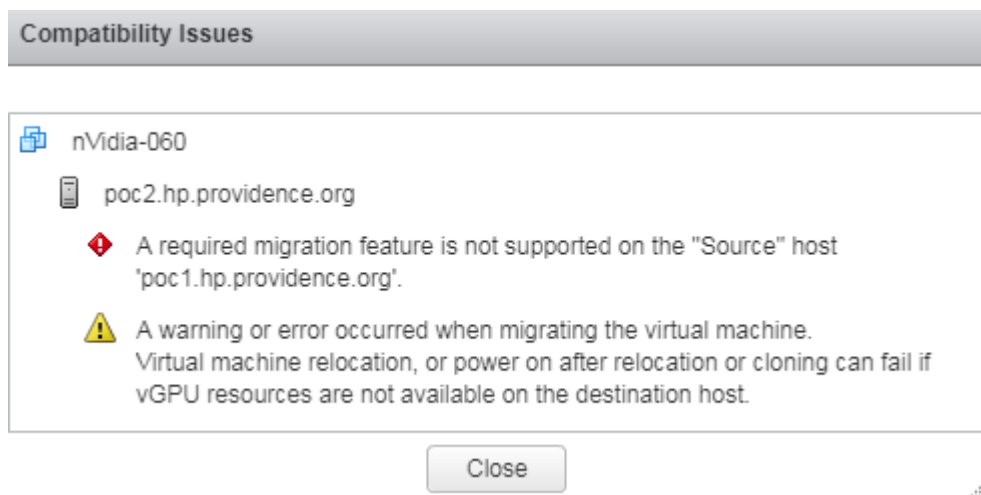 Compatibility Issues
nVidia-060
poc2.hp.providence.org
A required migration feature is not supported on the "Source" host
'poc1.hp.providence.org'.
A warning or error occurred when migrating the virtual machine.
Virtual machine relocation, or power on after relocation or cloning can fail if
vGPU resources are not available on the destination host.
Close